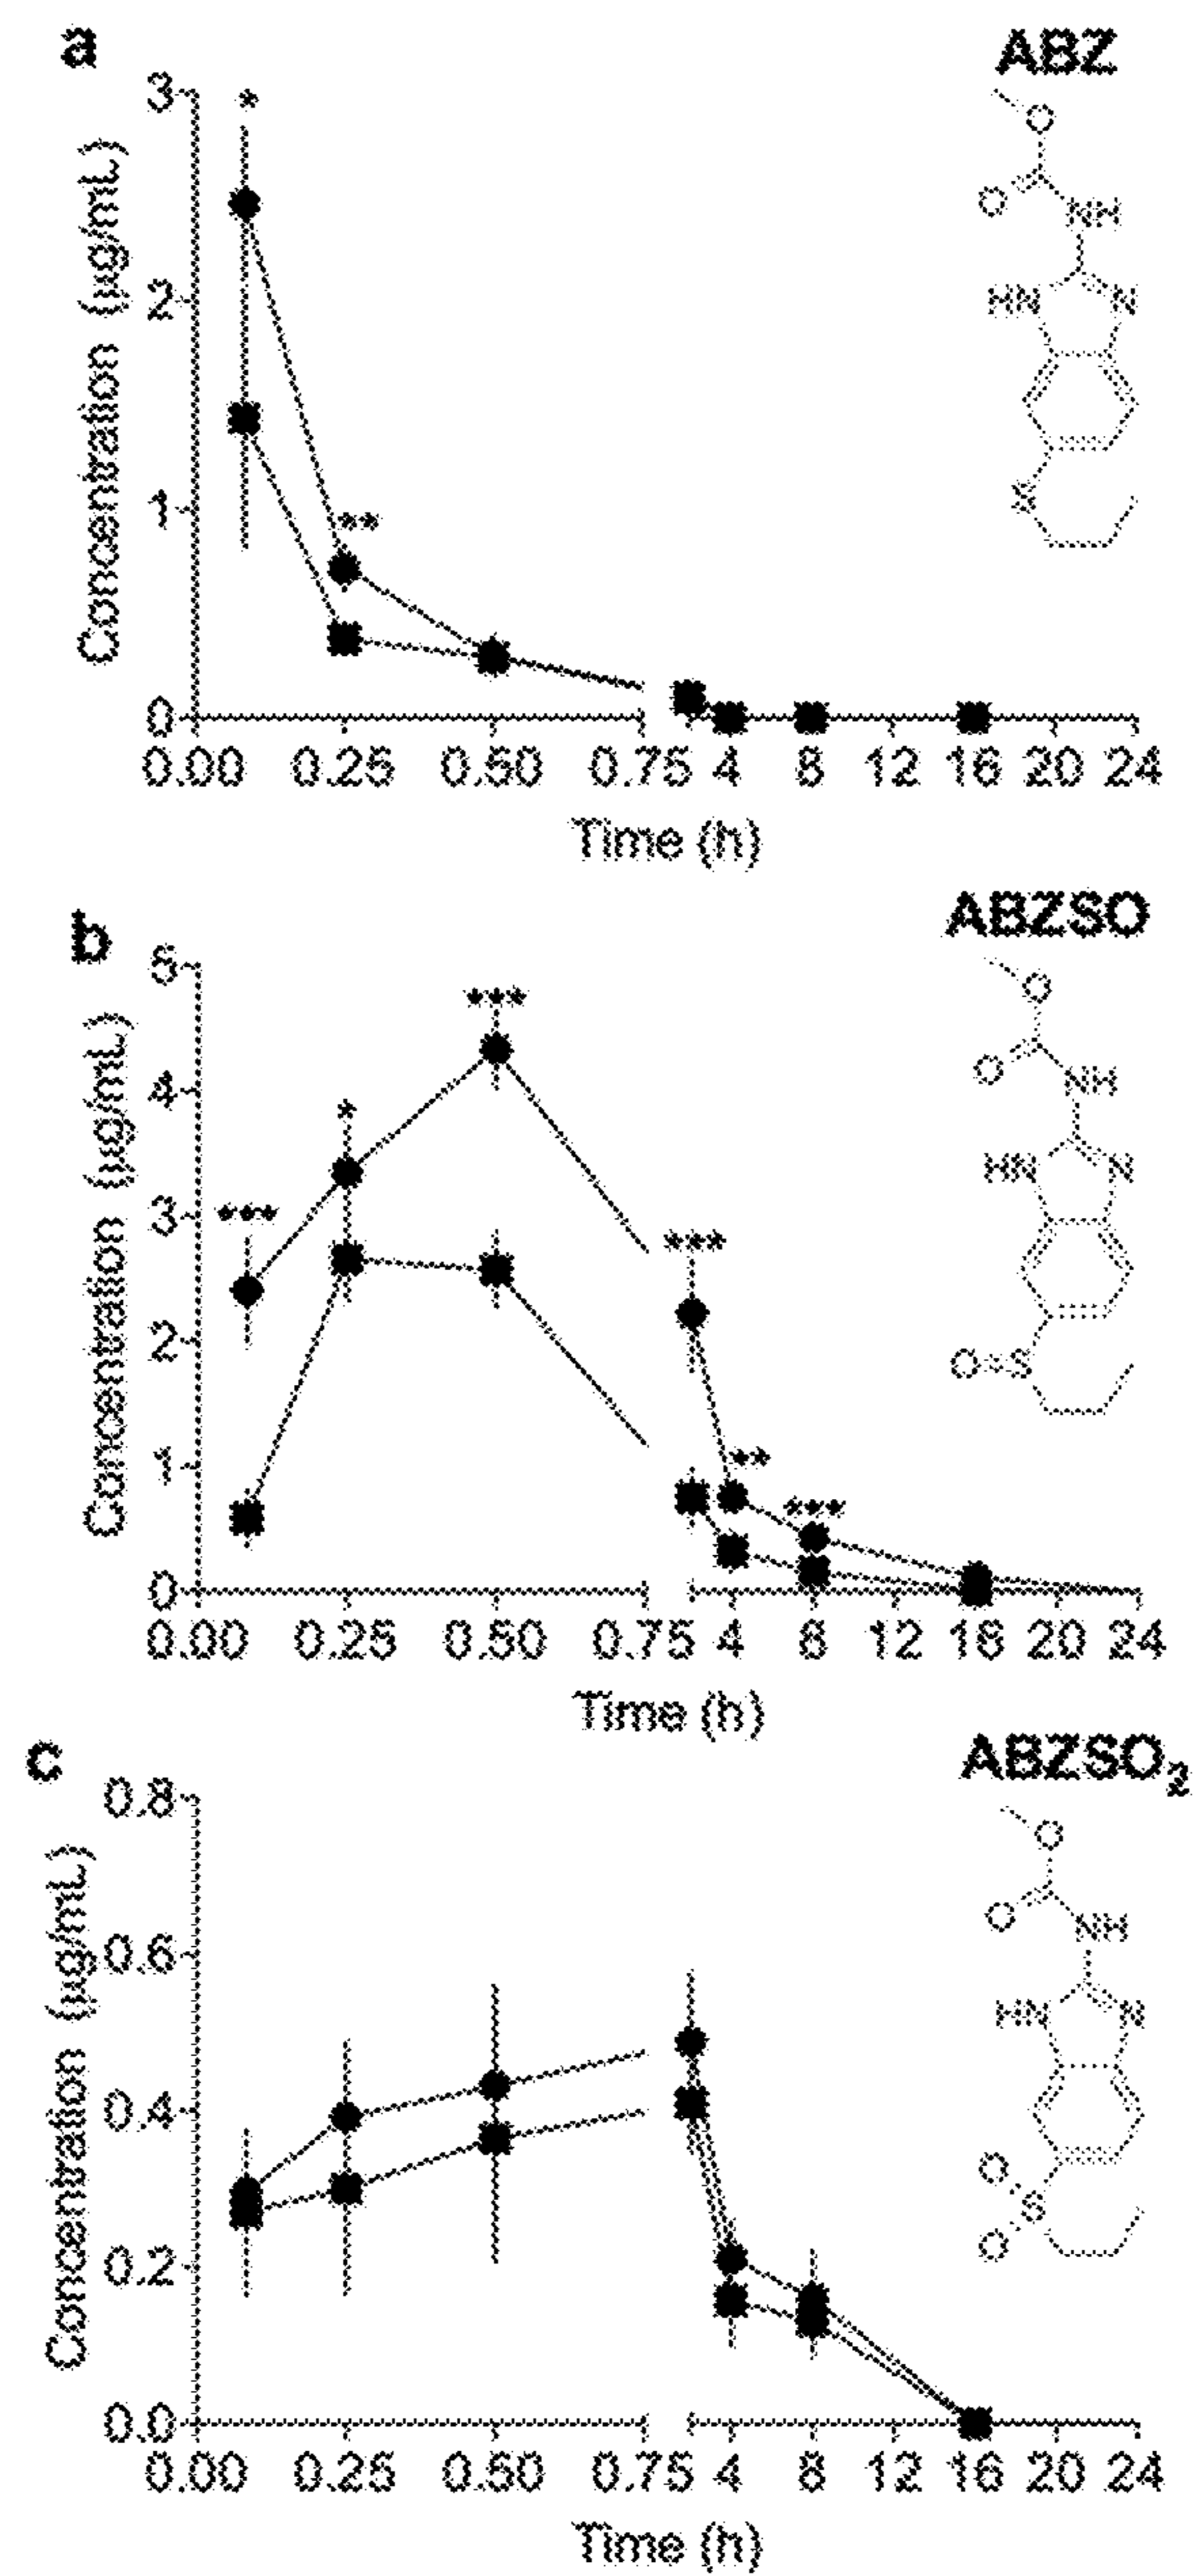 a
ABZ
3
*
2
1
**
0
Concentration (µg/mL)
O
O
NH
HN
N
S
0.00 0.25 0.50 0.75 4 8 12 16 20 24
Time (h)
b
ABZSO
5
4
3
2
1
0
Concentration (µg/mL)
***
*
***
***
**
***
O
O
NH
HN
N
O=S
0.00 0.25 0.50 0.75 4 8 12 16 20 24
Time (h)
c
ABZSO₂
0.8
0.6
0.4
0.2
0.0
Concentration (µg/mL)
O
O
NH
HN
N
O
S
O
0.00 0.25 0.50 0.75 4 8 12 16 20 24
Time (h)